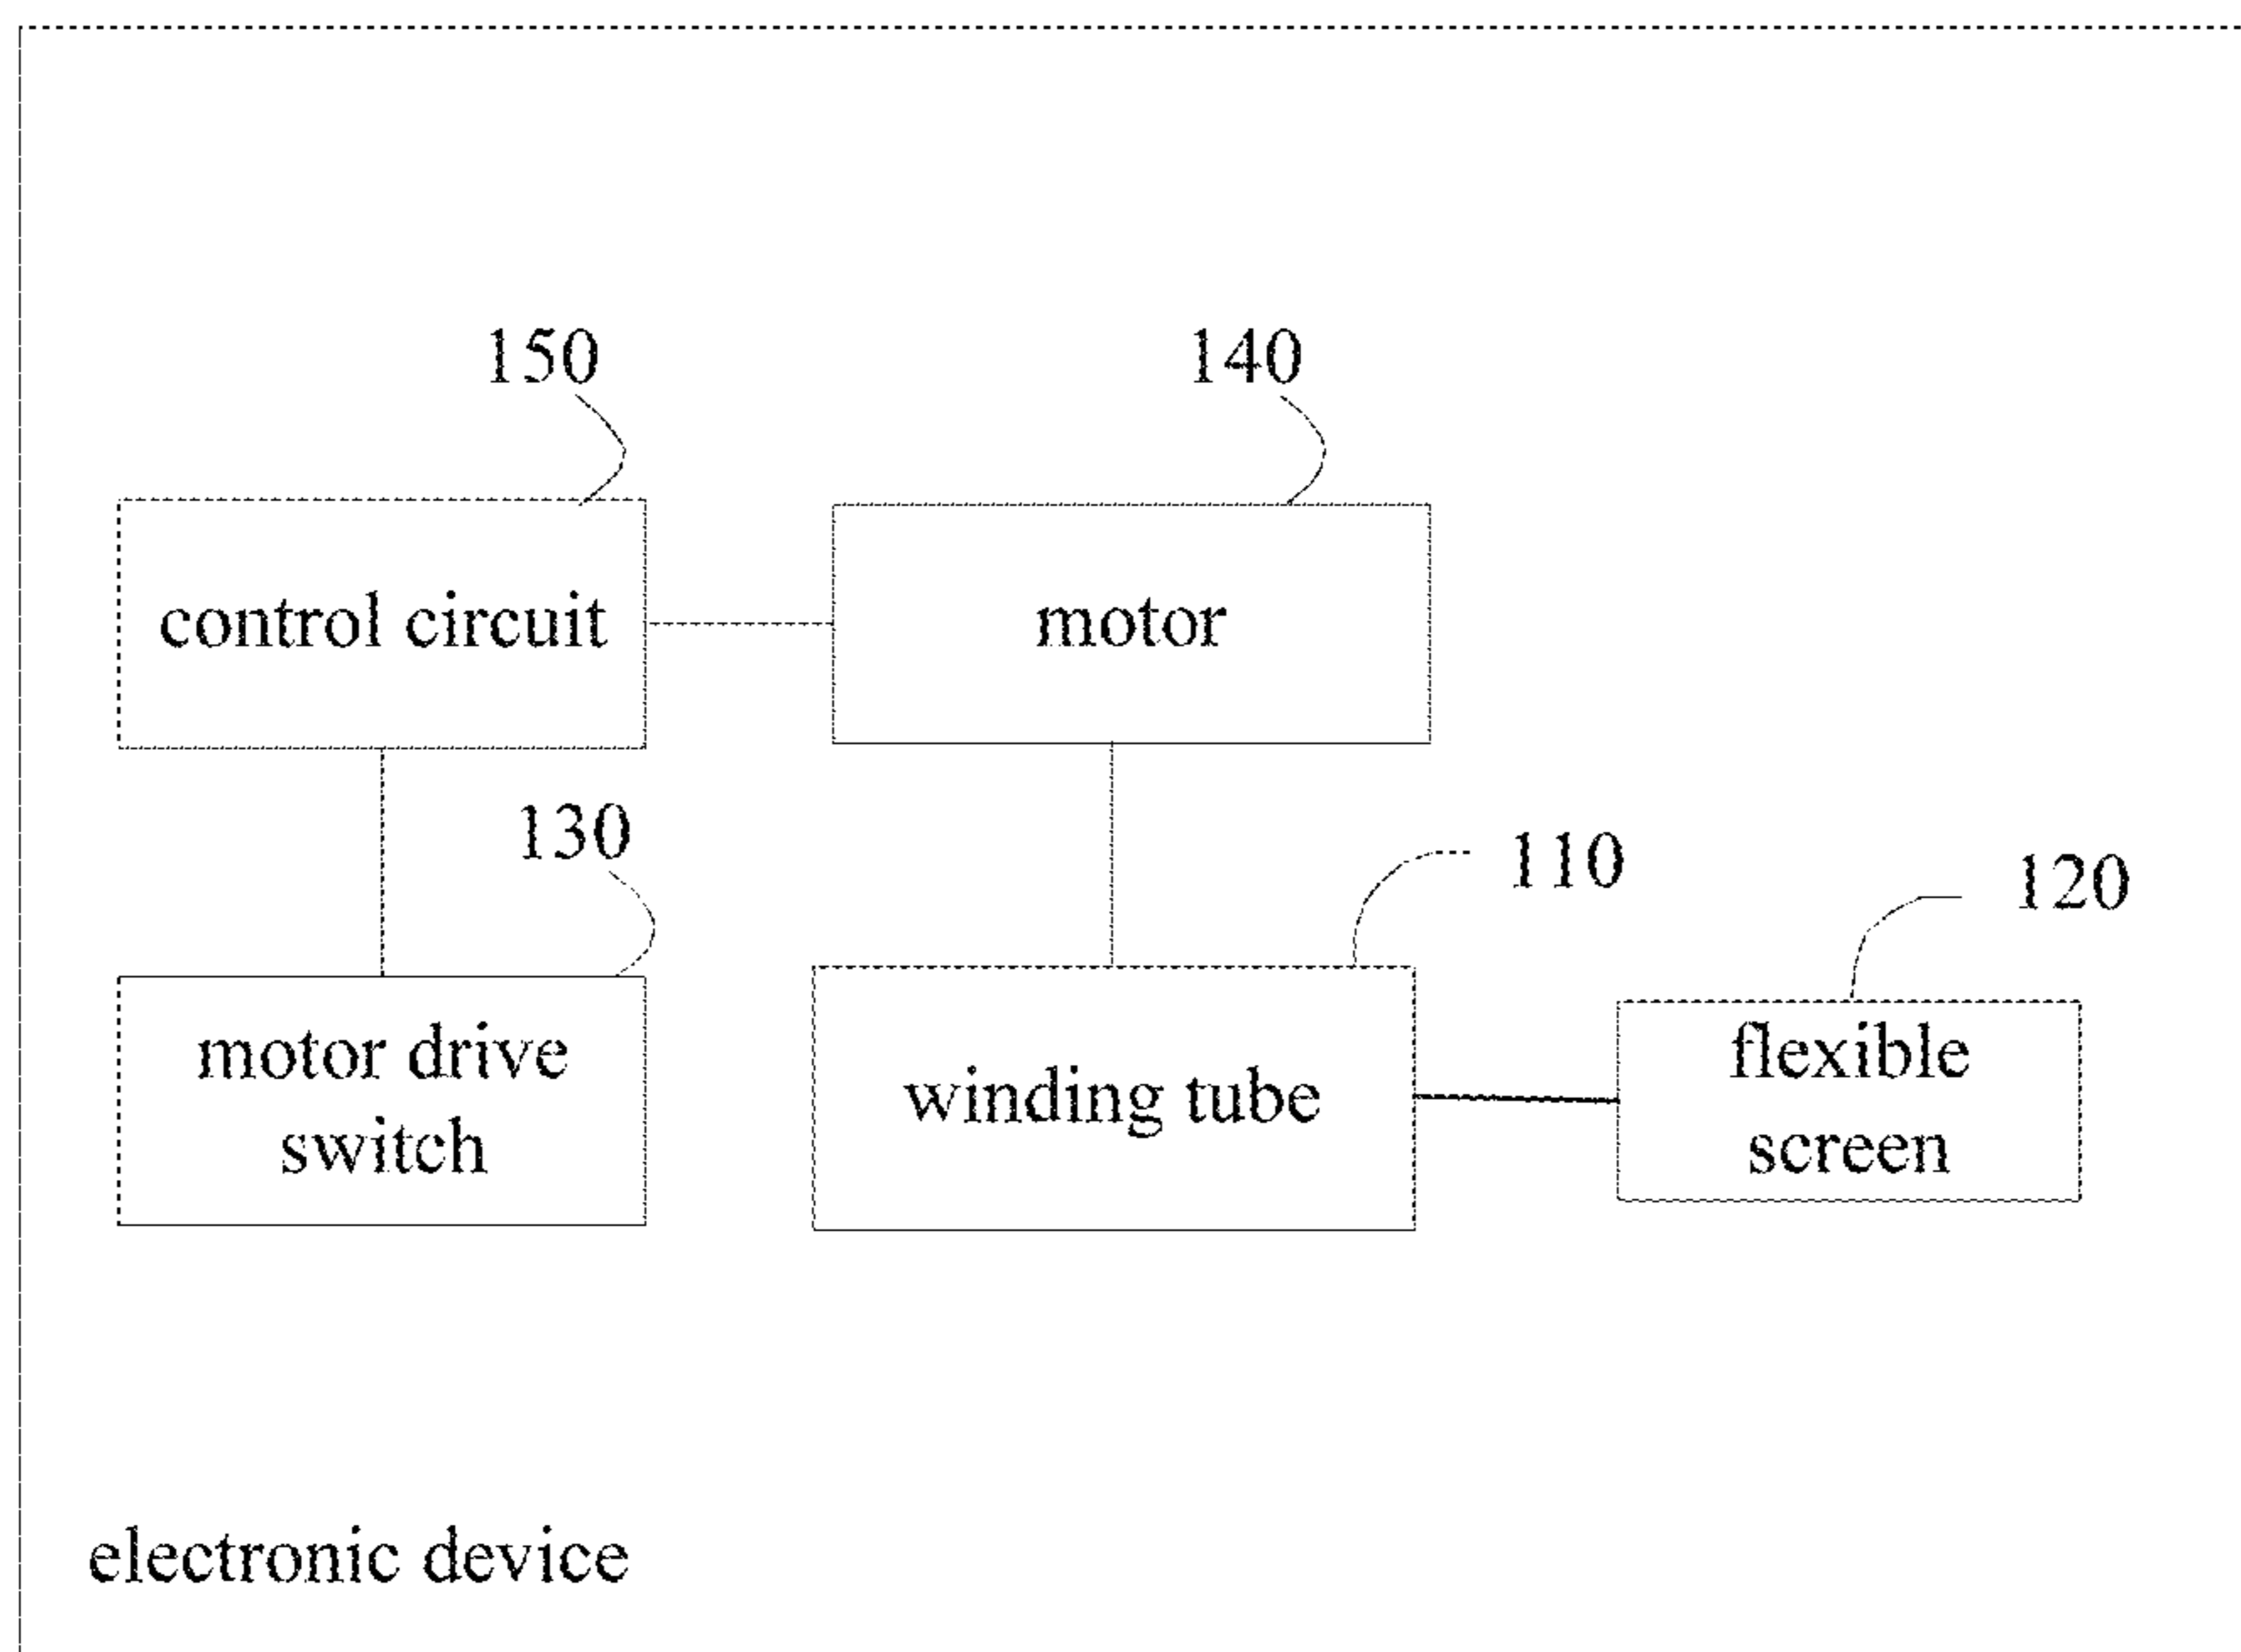 150
140
control circuit
motor
130
110
120
motor drive
switch
winding tube
flexible
screen
electronic device